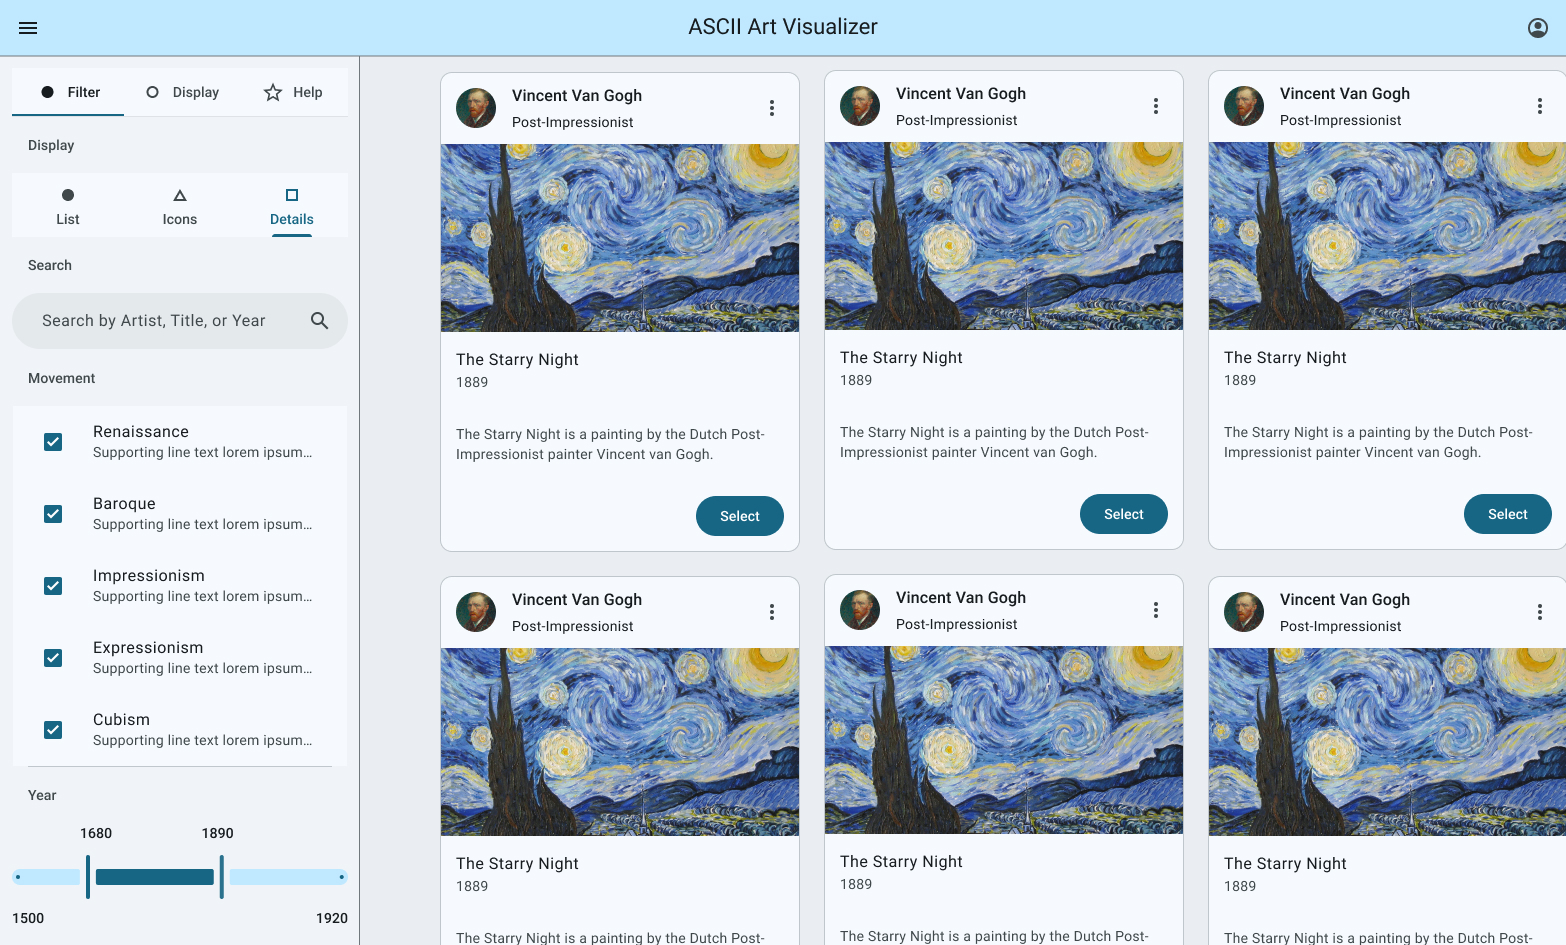 ASCII Art Visualizer
Filter
Display
Help
Display
List
Icons
Details
Search
Search by Artist, Title, or Year
Movement
Renaissance
Supporting line text lorem ipsum...
Baroque
Supporting line text lorem ipsum...
Impressionism
Supporting line text lorem ipsum...
Expressionism
Supporting line text lorem ipsum...
Cubism
Supporting line text lorem ipsum...
Year
1680
1890
1500
1920
Vincent Van Gogh
Post-Impressionist
The Starry Night
1889
The Starry Night is a painting by the Dutch Post-
Impressionist painter Vincent van Gogh.
Select
Vincent Van Gogh
Post-Impressionist
The Starry Night
1889
The Starry Night is a painting by the Dutch Post-
Impressionist painter Vincent van Gogh.
Select
Vincent Van Gogh
Post-Impressionist
The Starry Night
1889
The Starry Night is a painting by the Dutch Post-
Impressionist painter Vincent van Gogh.
Select
Vincent Van Gogh
Post-Impressionist
The Starry Night
1889
The Starry Night is a painting by the Dutch Post-
Vincent Van Gogh
Post-Impressionist
The Starry Night
1889
The Starry Night is a painting by the Dutch Post-
Vincent Van Gogh
Post-Impressionist
The Starry Night
1889
The Starry Night is a painting by the Dutch Post-